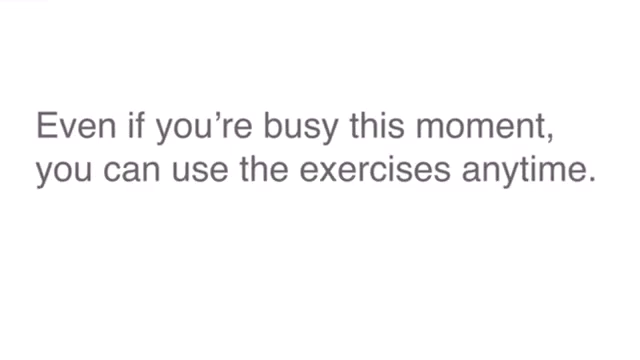 Even if you’re busy this moment,
you can use the exercises anytime.